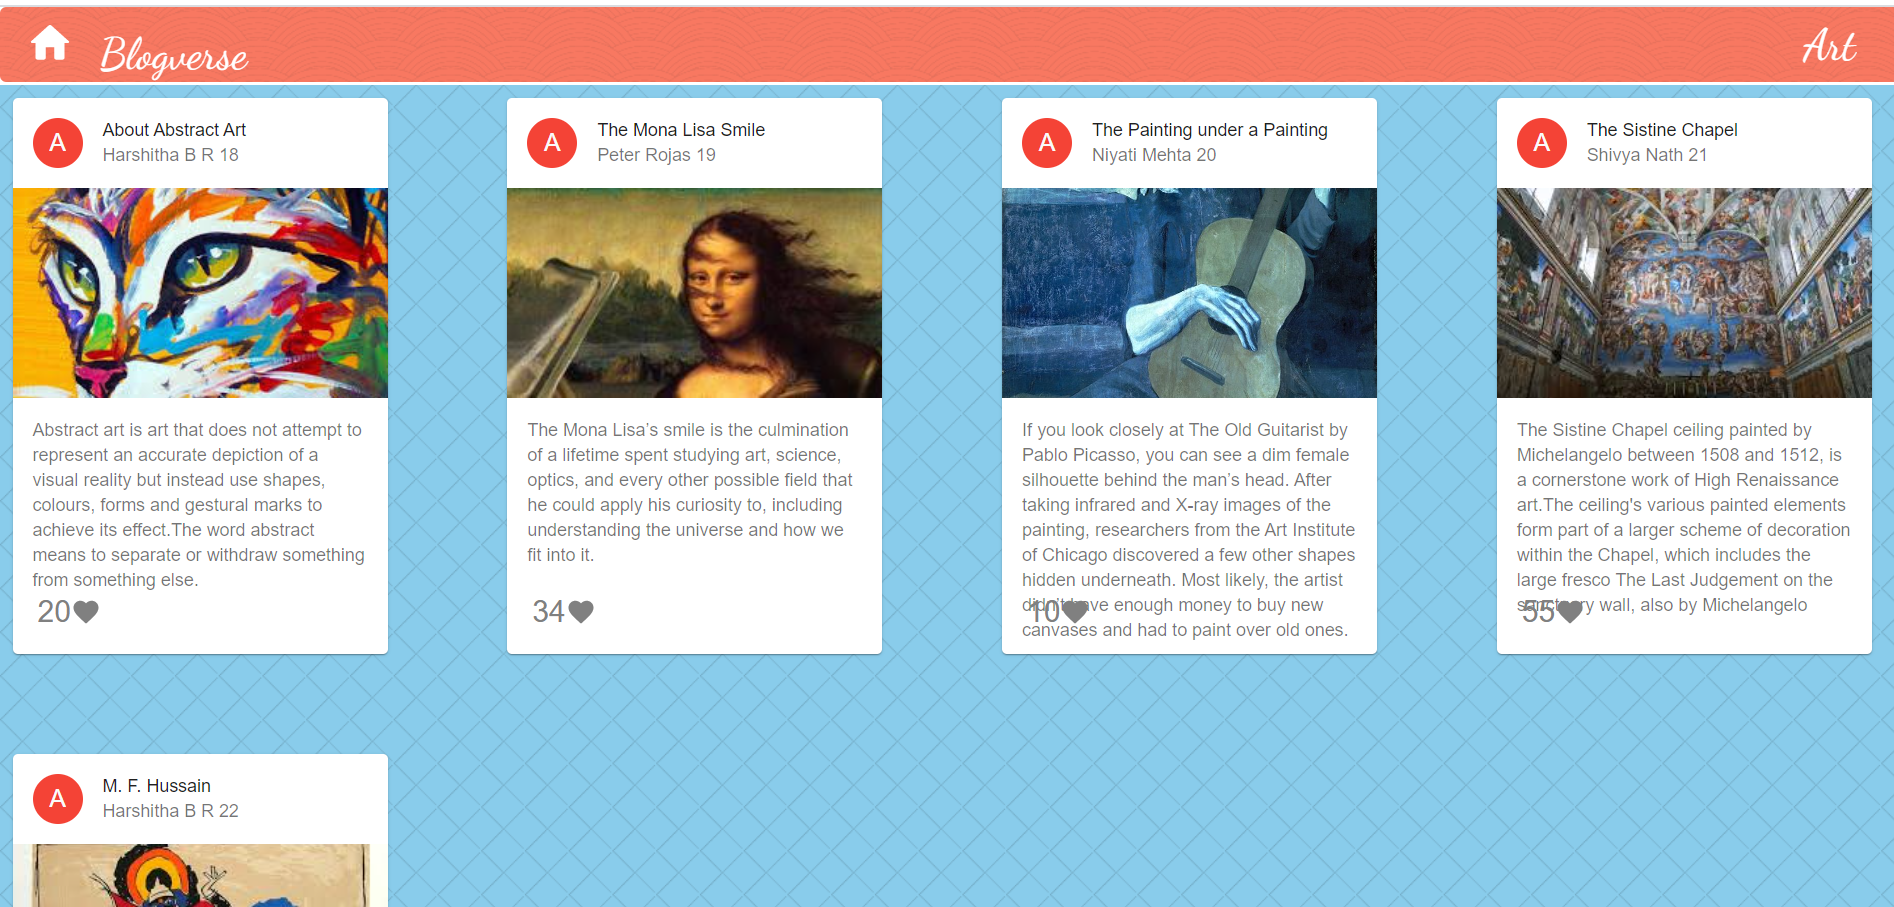 Blogverse
Art
A
About Abstract Art
Harshitha B R 18
Abstract art is art that does not attempt to
represent an accurate depiction of a
visual reality but instead use shapes,
colours, forms and gestural marks to
achieve its effect.The word abstract
means to separate or withdraw something
from something else.
20
A
The Mona Lisa Smile
Peter Rojas 19
The Mona Lisa’s smile is the culmination
of a lifetime spent studying art, science,
optics, and every other possible field that
he could apply his curiosity to, including
understanding the universe and how we
fit into it.
34
A
The Painting under a Painting
Niyati Mehta 20
If you look closely at The Old Guitarist by
Pablo Picasso, you can see a dim female
silhouette behind the man’s head. After
taking infrared and X-ray images of the
painting, researchers from the Art Institute
of Chicago discovered a few other shapes
hidden underneath. Most likely, the artist
didn’t have enough money to buy new
canvases and had to paint over old ones.
10
A
The Sistine Chapel
Shivya Nath 21
The Sistine Chapel ceiling painted by
Michelangelo between 1508 and 1512, is
a cornerstone work of High Renaissance
art.The ceiling's various painted elements
form part of a larger scheme of decoration
within the Chapel, which includes the
large fresco The Last Judgement on the
sanctuary wall, also by Michelangelo
55
A
M. F. Hussain
Harshitha B R 22